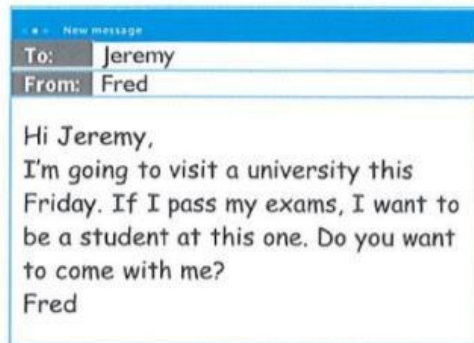 New message
To: Jeremy
From: Fred
Hi Jeremy,
I'm going to visit a university this
Friday. If I pass my exams, I want to
be a student at this one. Do you want
to come with me?
Fred